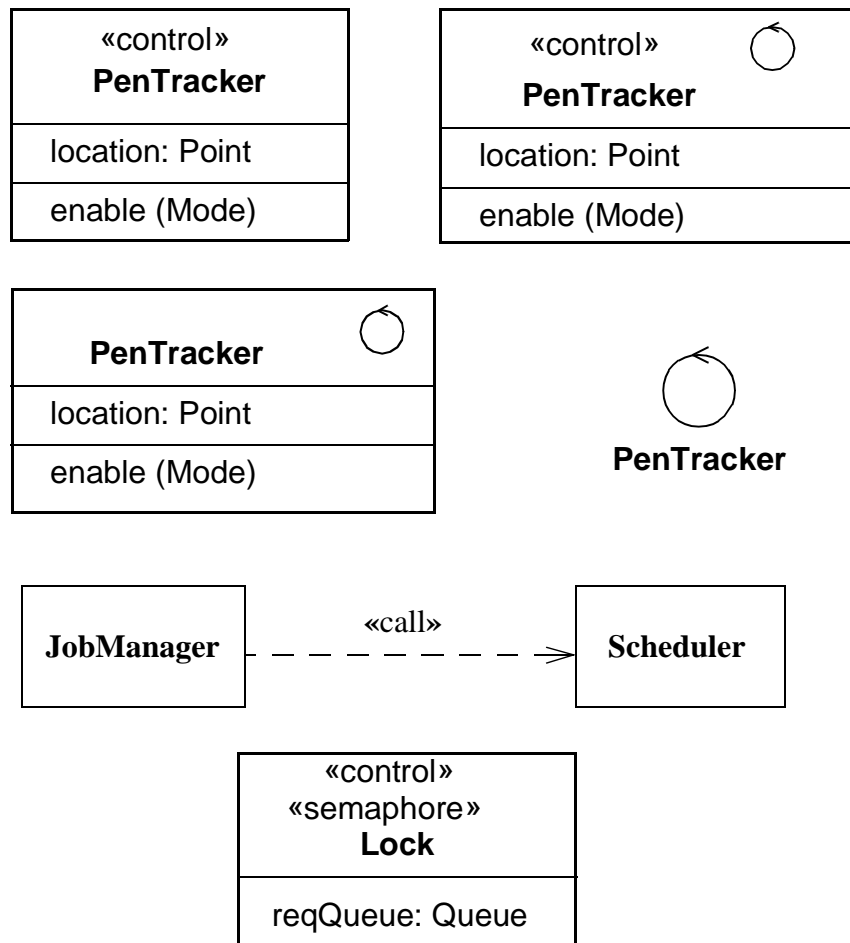 «control»
PenTracker
location: Point
enable (Mode)
«control»
PenTracker
location: Point
enable (Mode)
PenTracker
location: Point
enable (Mode)
PenTracker
JobManager
«call»
Scheduler
«control»
«semaphore»
Lock
reqQueue: Queue